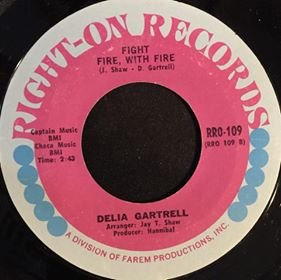 RIGHT-ON RECORDS
FIGHT
FIRE, WITH FIRE
(J. Shaw - D. Gartrell)
Captain Music
BMI
Chaca Music
BMI
Time: 2:43
RRO-109
(RRO 109 B)
DELIA GARTRELL
Arranger: Jay T. Shaw
Producer: Hannibal
A DIVISION OF FAREM PRODUCTIONS, INC.